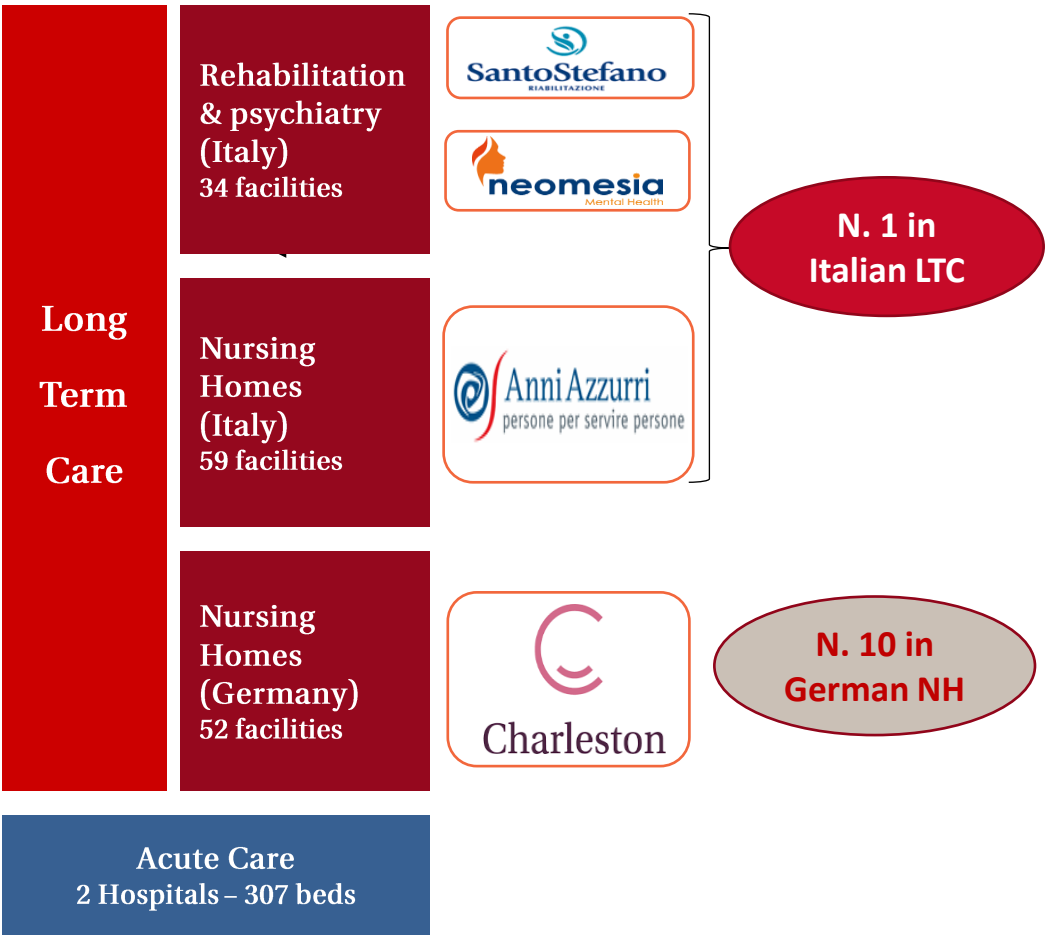 Long
Term
Care
Rehabilitation
& psychiatry
(Italy)
34 facilities
SantoStefano
RIABILITAZIONE
neomesia
Mental Health
N. 1 in
Italian LTC
Nursing
Homes
(Italy)
59 facilities
Anni Azzurri
persone per servire persone
Nursing
Homes
(Germany)
52 facilities
Charleston
N. 10 in
German NH
Acute Care
2 Hospitals – 307 beds